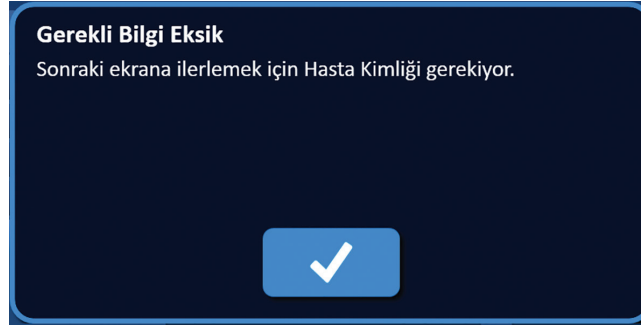 Gerekli Bilgi Eksik
Sonraki ekrana ilerlemek için Hasta Kimliği gerekiyor.